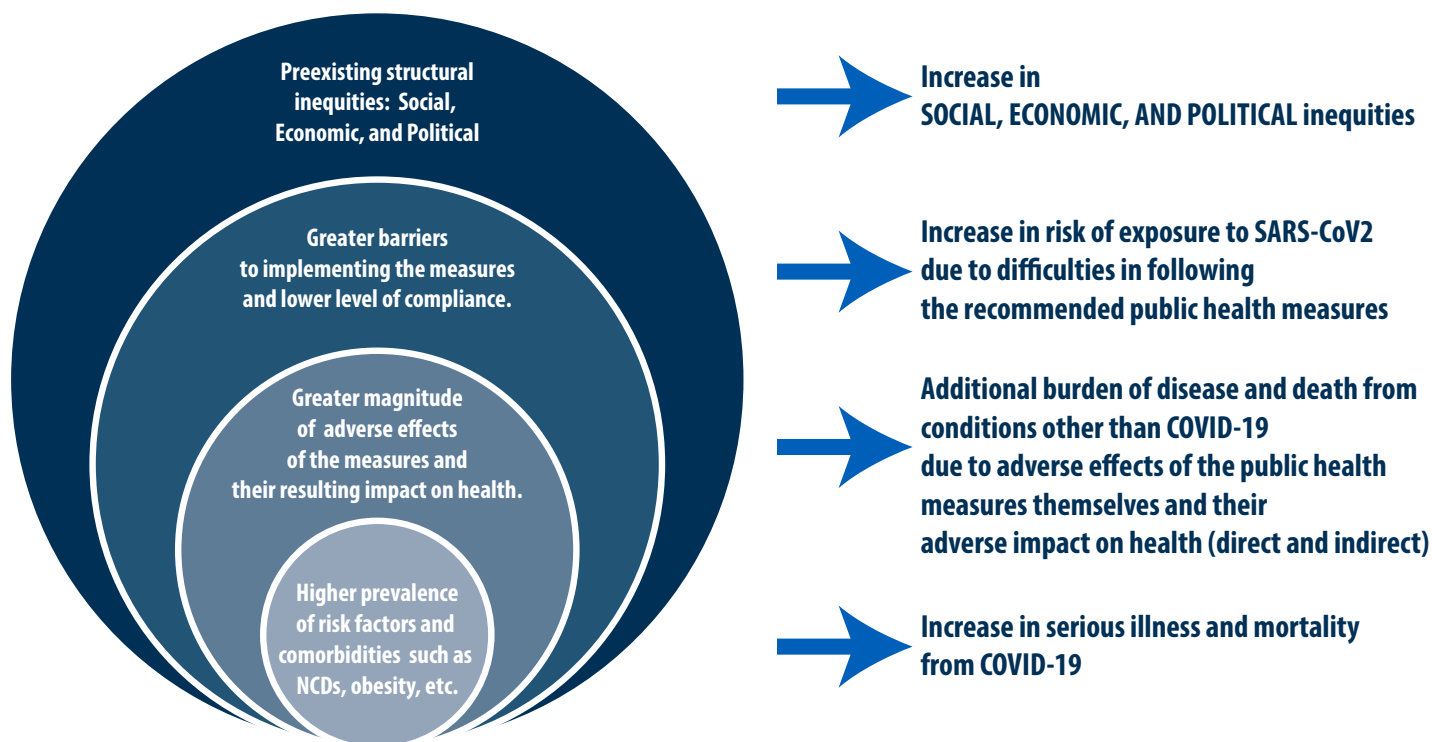 Preexisting structural
inequities: Social,
Economic, and Political
Increase in
SOCIAL, ECONOMIC, AND POLITICAL inequities
Greater barriers
to implementing the measures
and lower level of compliance.
Increase in risk of exposure to SARS-CoV2
due to difficulties in following
the recommended public health measures
Greater magnitude
of adverse effects
of the measures and
their resulting impact on health.
Additional burden of disease and death from
conditions other than COVID-19
due to adverse effects of the public health
measures themselves and their
adverse impact on health (direct and indirect)
Higher prevalence
of risk factors and
comorbidities such as
NCDs, obesity, etc.
Increase in serious illness and mortality
from COVID-19